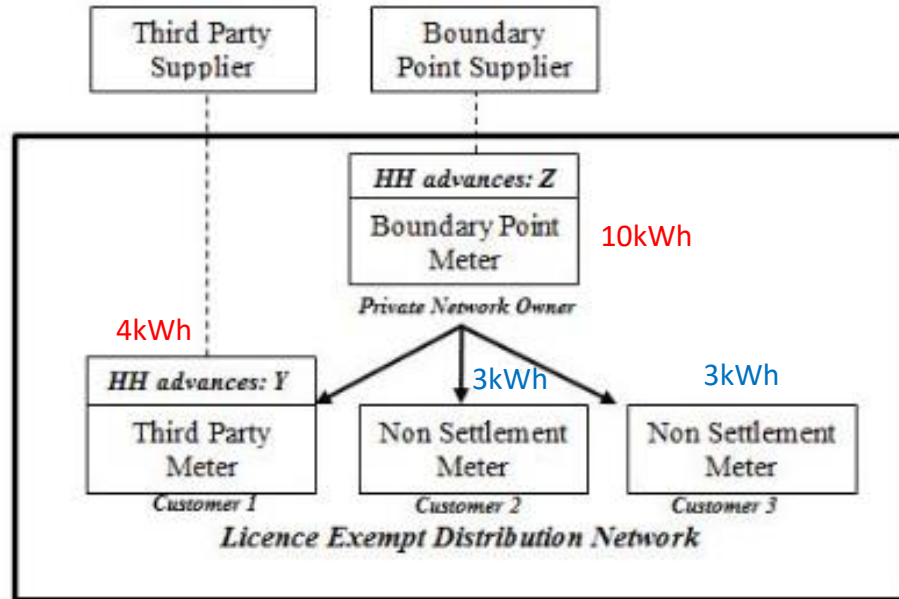 Third Party
Supplier
Boundary
Point Supplier
HH advances: Z
Boundary Point
Meter
10kWh
Private Network Owner
4kWh
HH advances: Y
Third Party
Meter
Customer 1
3kWh
Non Settlement
Meter
Customer 2
3kWh
Non Settlement
Meter
Customer 3
Licence Exempt Distribution Network